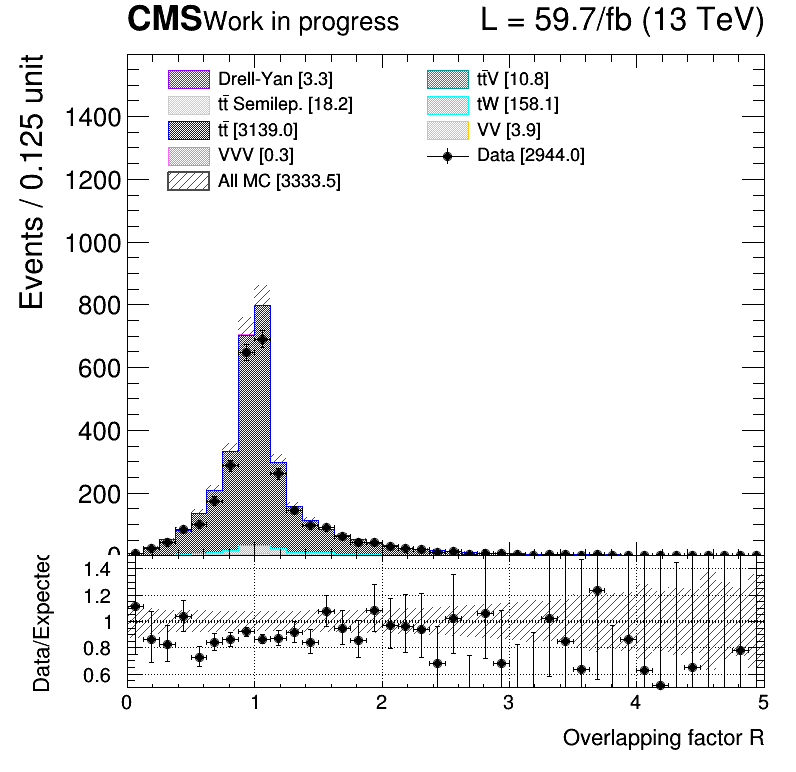 CMS Work in progress L = 59.7/fb (13 TeV)
Events / 0.125 unit
Drell-Yan [3.3]
tt̄ Semilep. [18.2]
tt̄ [3139.0]
VVV [0.3]
All MC [3333.5]
tt̄V [10.8]
tW [158.1]
VV [3.9]
Data [2944.0]
1400
1200
1000
800
600
400
200
0
Data/Expected
1.4
1.2
1
0.8
0.6
0 1 2 3 4 5
Overlapping factor R